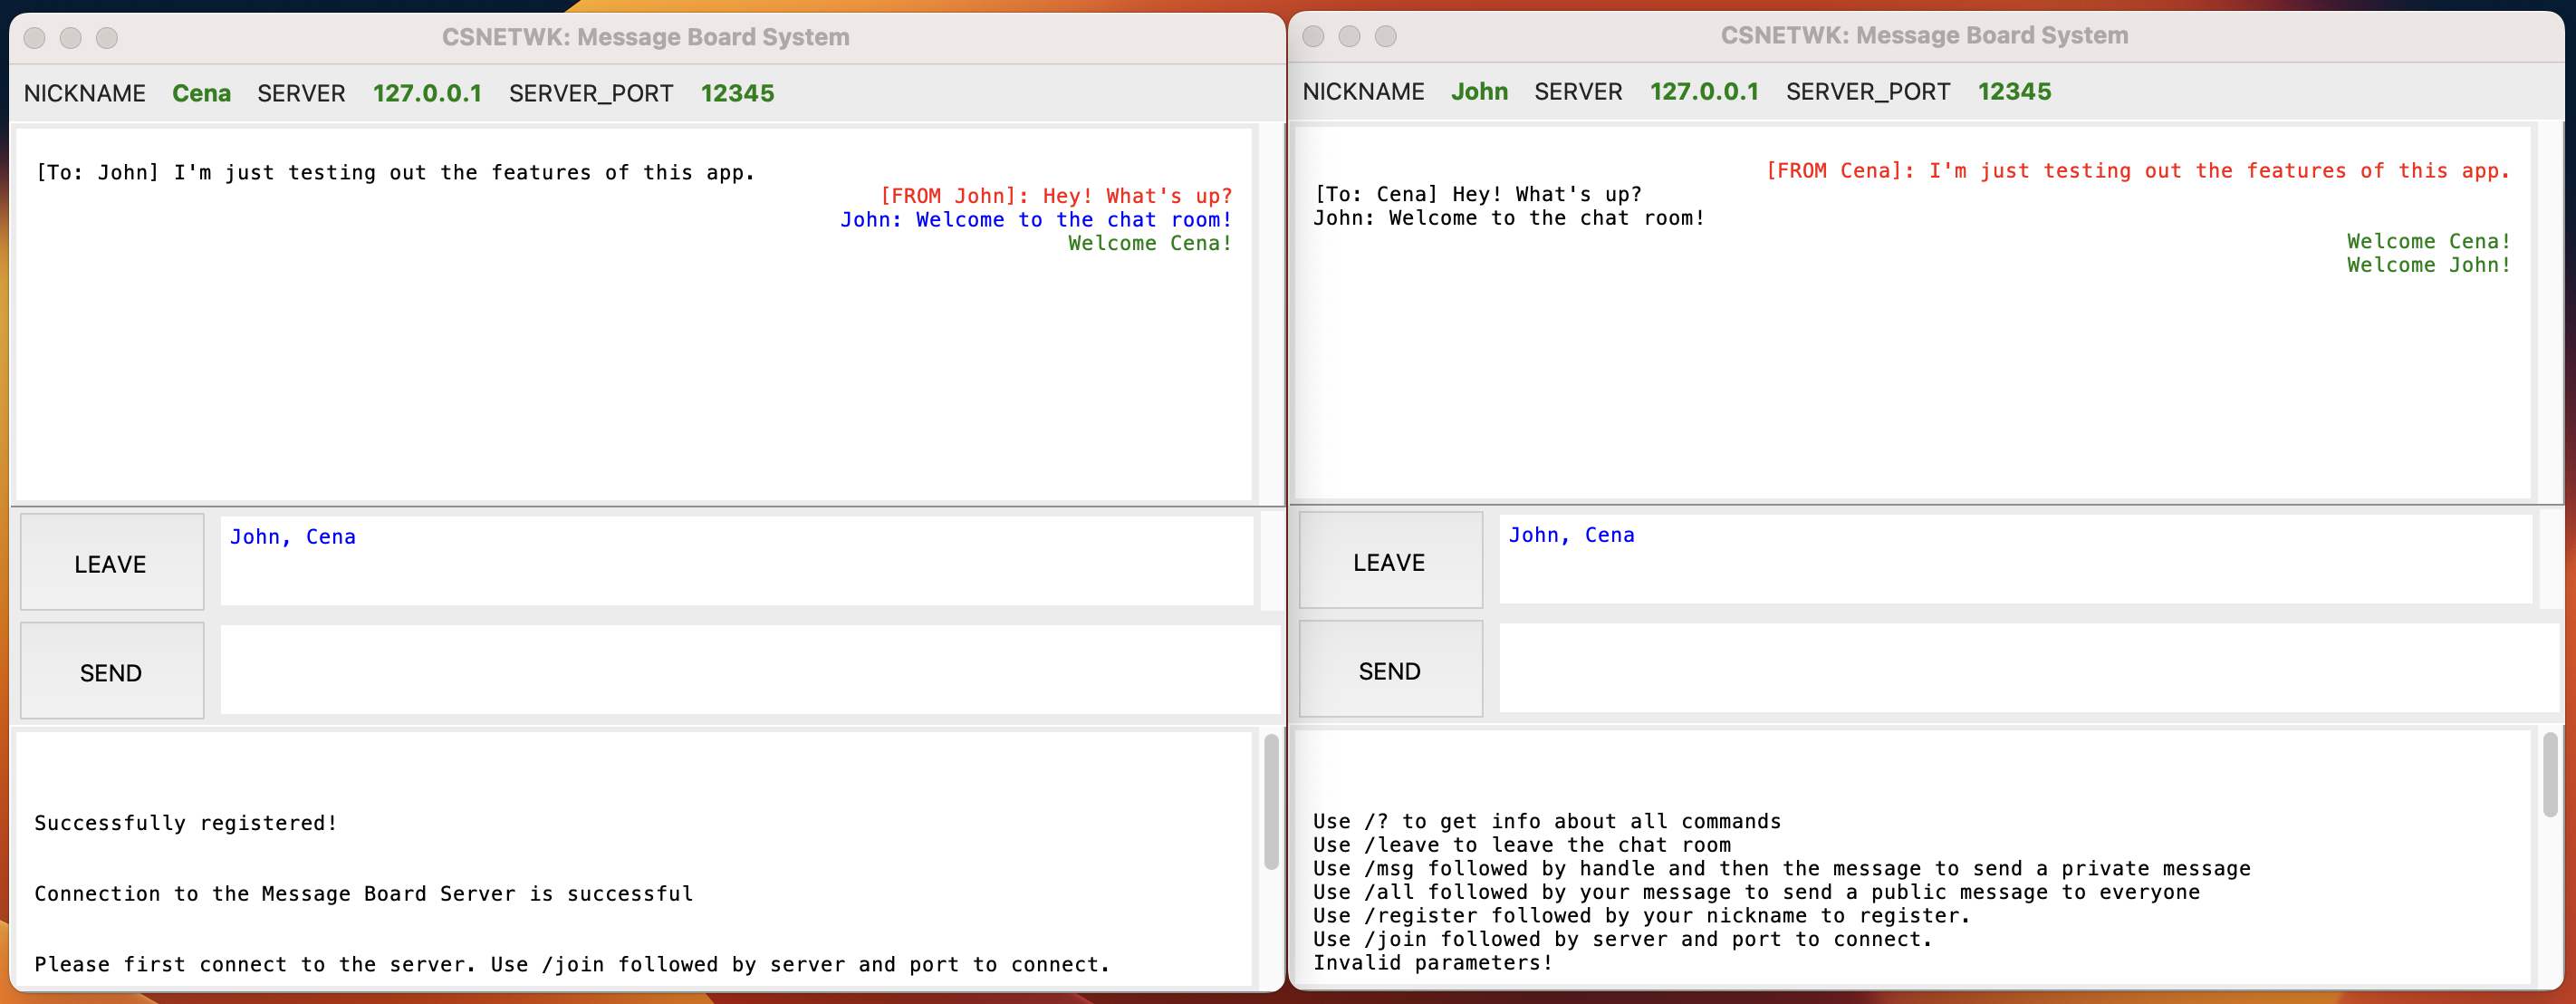 CSNETWK: Message Board System
NICKNAME Cena SERVER 127.0.0.1 SERVER_PORT 12345
[To: John] I'm just testing out the features of this app.
[FROM John]: Hey! What's up?
John: Welcome to the chat room!
Welcome Cena!
LEAVE
John, Cena
SEND
Successfully registered!
Connection to the Message Board Server is successful
Please first connect to the server. Use /join followed by server and port to connect.
CSNETWK: Message Board System
NICKNAME John SERVER 127.0.0.1 SERVER_PORT 12345
[FROM Cena]: I'm just testing out the features of this app.
[To: Cena] Hey! What's up?
John: Welcome to the chat room!
Welcome Cena!
Welcome John!
LEAVE
John, Cena
SEND
Use /? to get info about all commands
Use /leave to leave the chat room
Use /msg followed by handle and then the message to send a private message
Use /all followed by your message to send a public message to everyone
Use /register followed by your nickname to register.
Use /join followed by server and port to connect.
Invalid parameters!